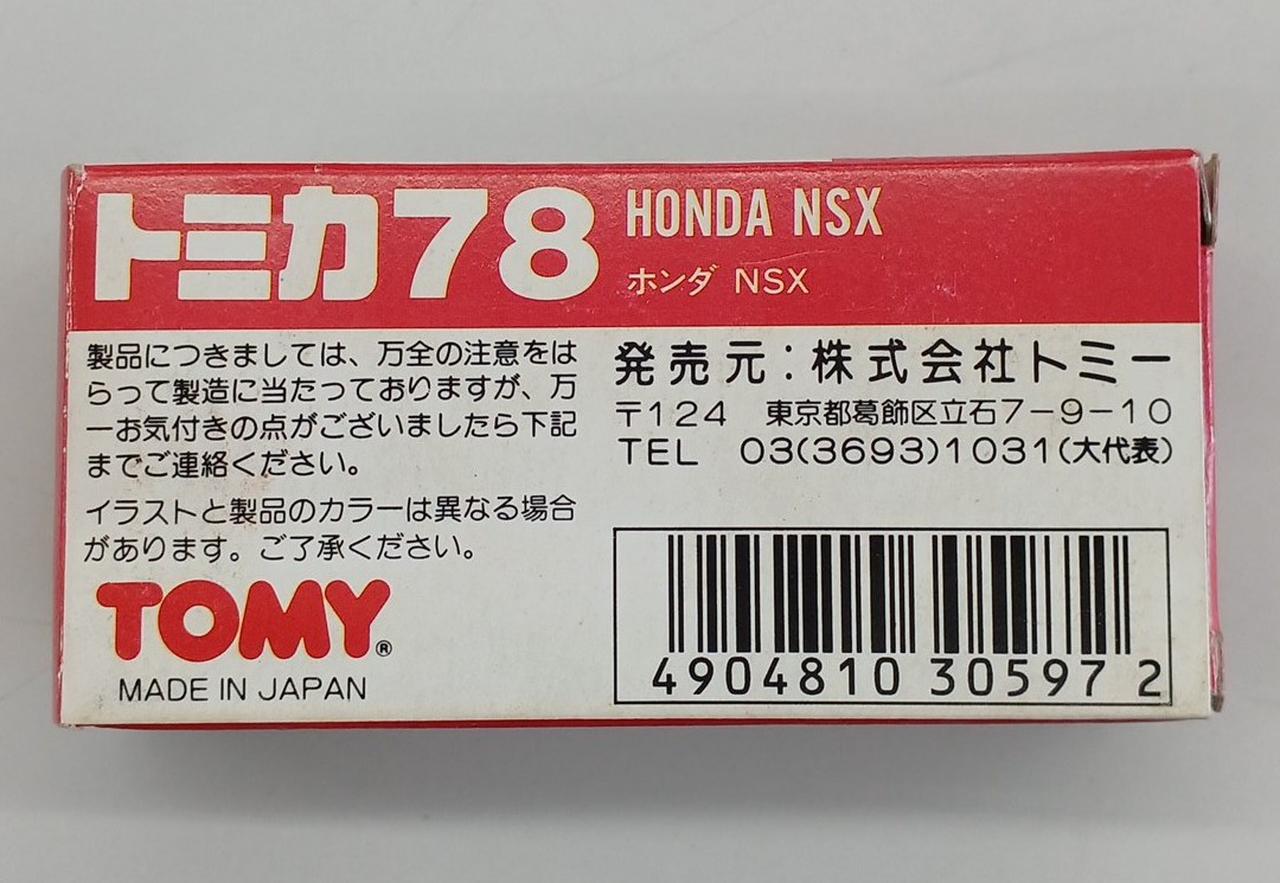 トミカ78
HONDA NSX
ホンダ NSX
製品につきましては、万全の注意をは
らって製造に当たっておりますが、万
一お気付きの点がございましたら下記
までご連絡ください。
イラストと製品のカラーは異なる場合
があります。ご了承ください。
TOMY®
MADE IN JAPAN
発売元:株式会社トミー
〒124 東京都葛飾区立石7-9-10
TEL 03(3693)1031(大代表)
4904810 30597 2